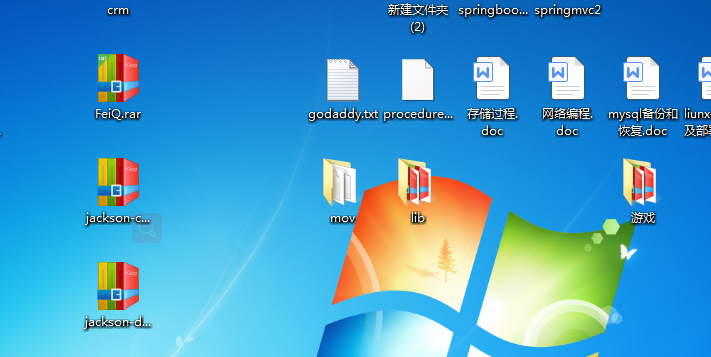 crm
新建文件夹
(2)
springboo...
springmvc2
FeiQ.rar
godaddy.txt
procedure...
存储过程.
doc
网络编程.
doc
mysql备份和
恢复.doc
liunx
及部署
jackson-c...
mov
lib
游戏
jackson-d...